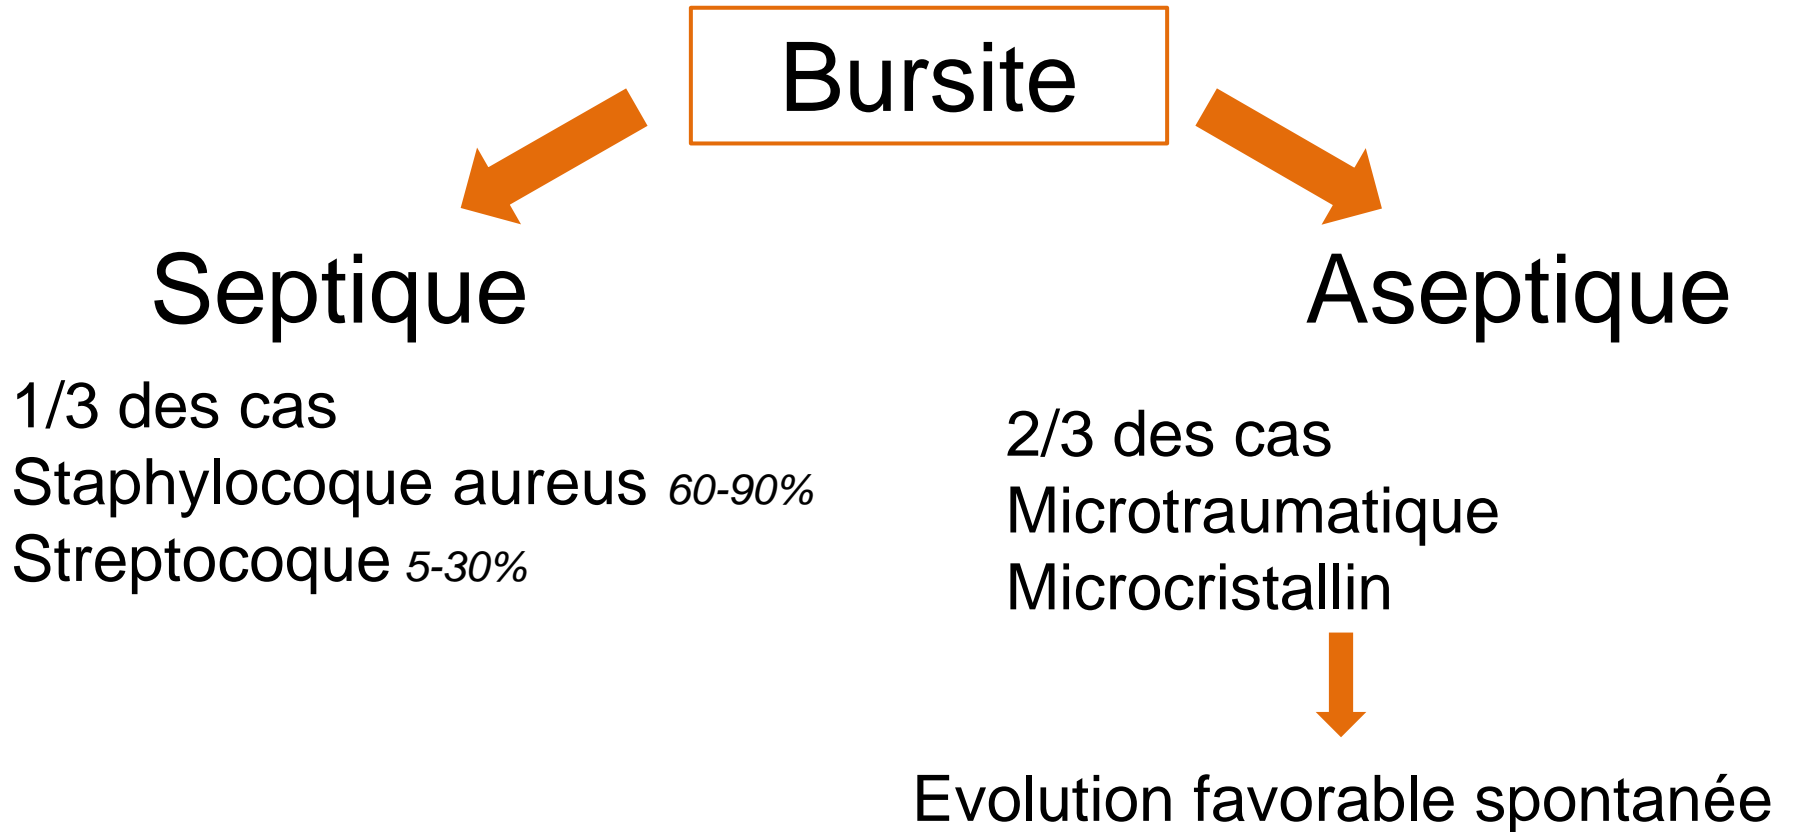 Bursite
Septique
Aseptique
1/3 des cas
Staphylocoque aureus 60-90%
Streptocoque 5-30%
2/3 des cas
Microtraumatique
Microcristallin
Evolution favorable spontanée